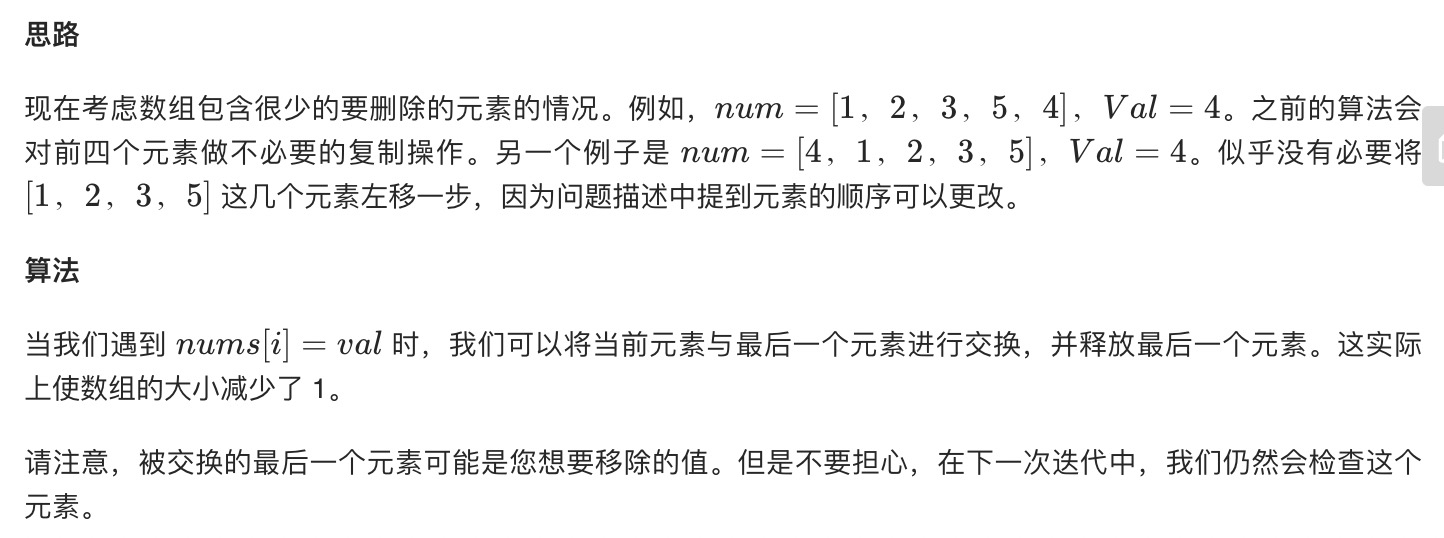 思路
现在考虑数组包含很少的要删除的元素的情况。例如，num = [1，2，3，5，4]，Val = 4。之前的算法会
对前四个元素做不必要的复制操作。另一个例子是 num = [4，1，2，3，5]，Val = 4。似乎没有必要将
[1，2，3，5] 这几个元素左移一步，因为问题描述中提到元素的顺序可以更改。
算法
当我们遇到 nums[i] = val 时，我们可以将当前元素与最后一个元素进行交换，并释放最后一个元素。这实际
上使数组的大小减少了 1。
请注意，被交换的最后一个元素可能是您想要移除的值。但是不要担心，在下一次迭代中，我们仍然会检查这个
元素。